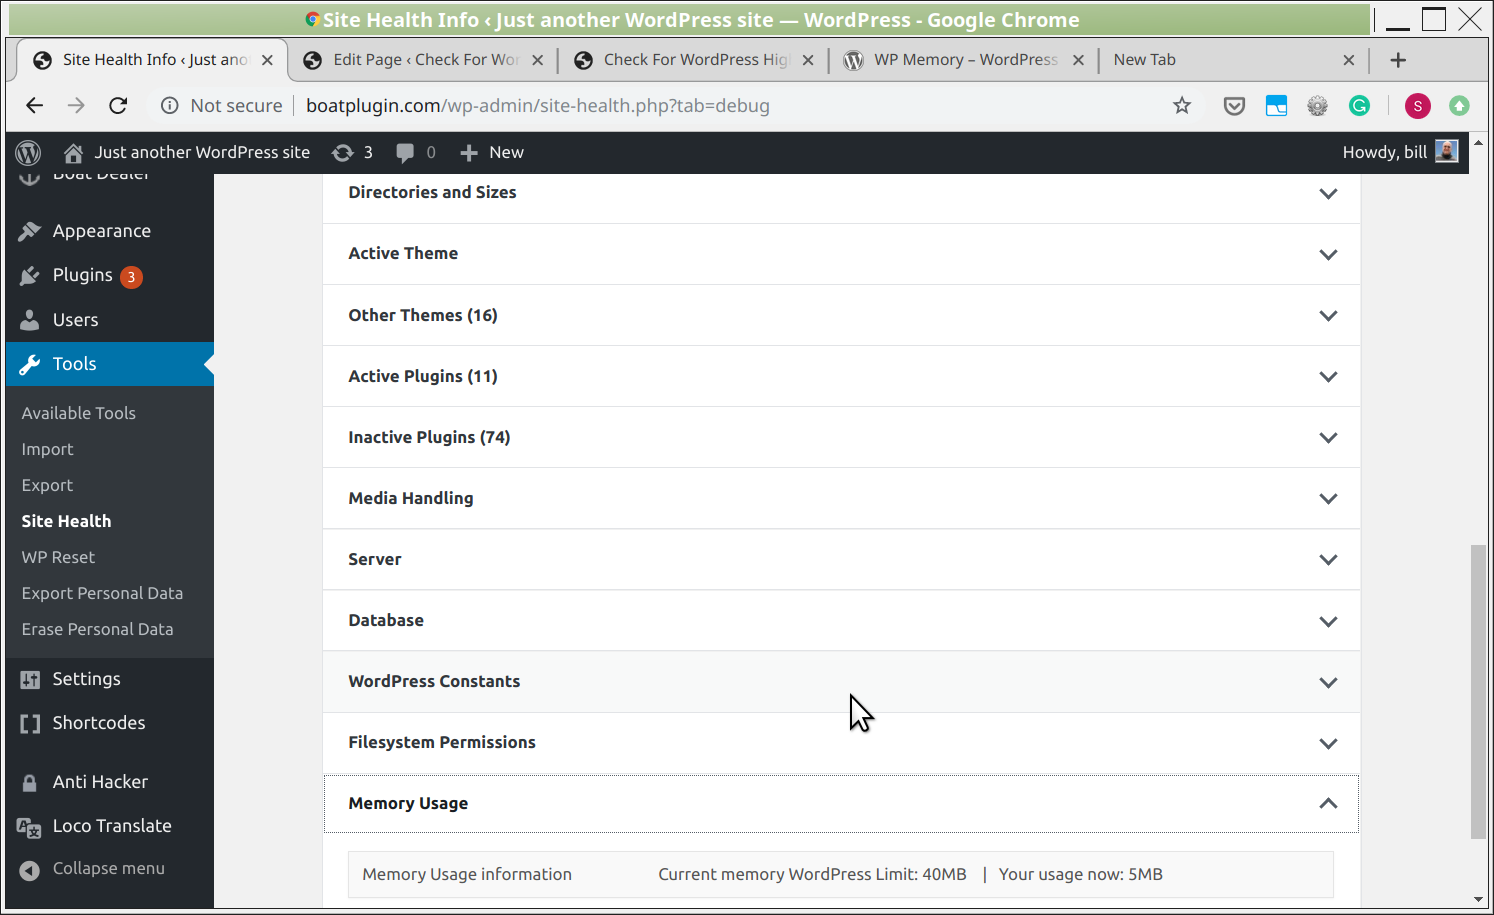 Site Health Info ‹ Just another WordPress site — WordPress - Google Chrome
Site Health Info ‹ Just ano
Edit Page ‹ Check For Wor
Check For WordPress Hig
WP Memory – WordPress
New Tab
Not secure
boatplugin.com/wp-admin/site-health.php?tab=debug
S
Just another WordPress site
3
0
New
Howdy, bill
Boat Dealer
Appearance
Plugins 3
Users
Tools
Available Tools
Import
Export
Site Health
WP Reset
Export Personal Data
Erase Personal Data
Settings
Shortcodes
Anti Hacker
Loco Translate
Collapse menu
Directories and Sizes
Active Theme
Other Themes (16)
Active Plugins (11)
Inactive Plugins (74)
Media Handling
Server
Database
WordPress Constants
Filesystem Permissions
Memory Usage
Memory Usage information Current memory WordPress Limit: 40MB | Your usage now: 5MB